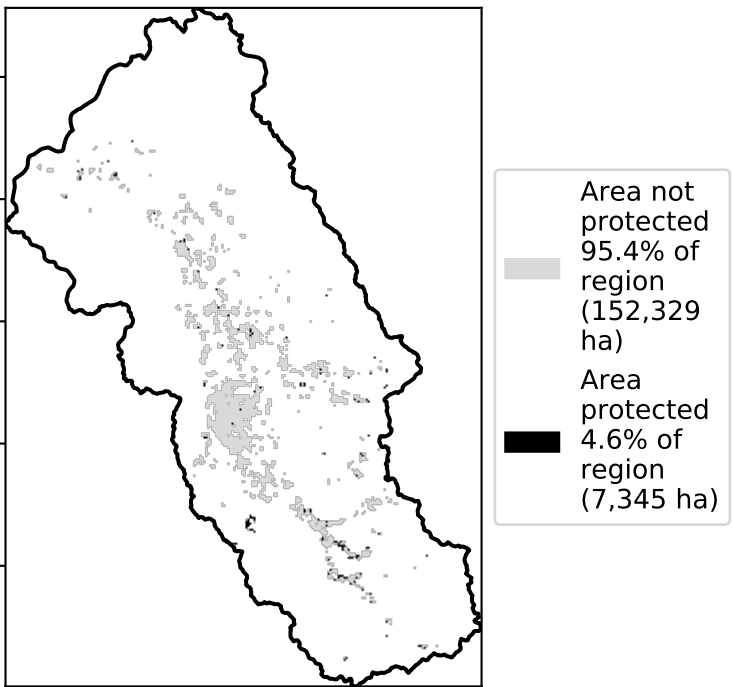 Area not
protected
95.4% of
region
(152,329
ha)
Area
protected
4.6% of
region
(7,345 ha)